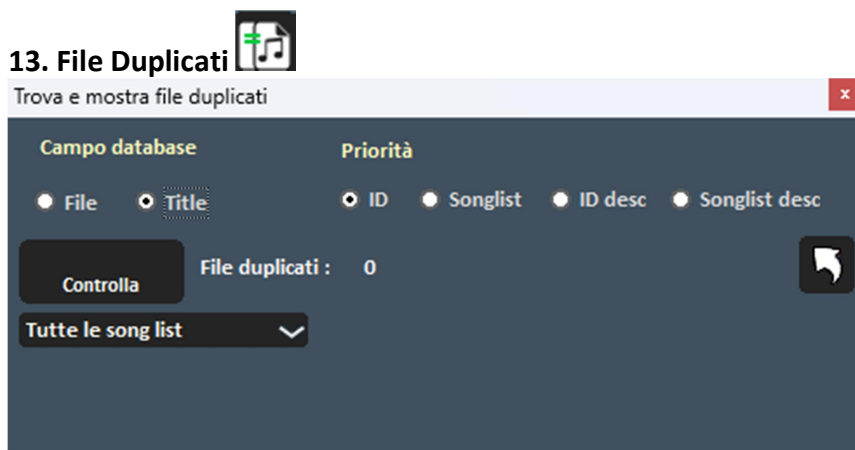 13. File Duplicati
Trova e mostra file duplicati
x
Campo database
Priorità
File Title
ID Songlist ID desc Songlist desc
Controlla
File duplicati : 0
Tutte le song list